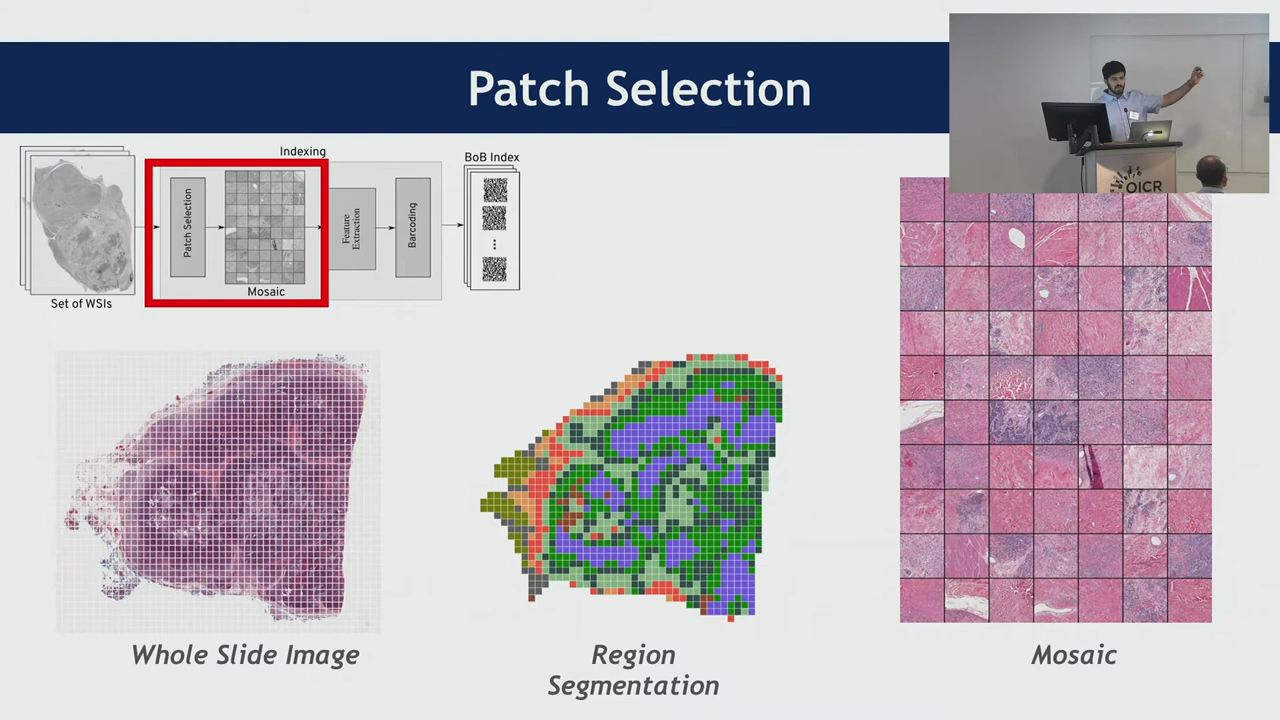 Patch Selection
OICR
Indexing
BoB Index
Patch Selection
Feature
Extraction
Barcoding
Mosaic
Set of WSIs
Whole Slide Image
Region
Segmentation
Mosaic